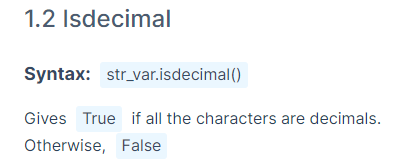 1.2 Isdecimal
Syntax: str_var.isdecimal()
Gives True if all the characters are decimals.
Otherwise, False